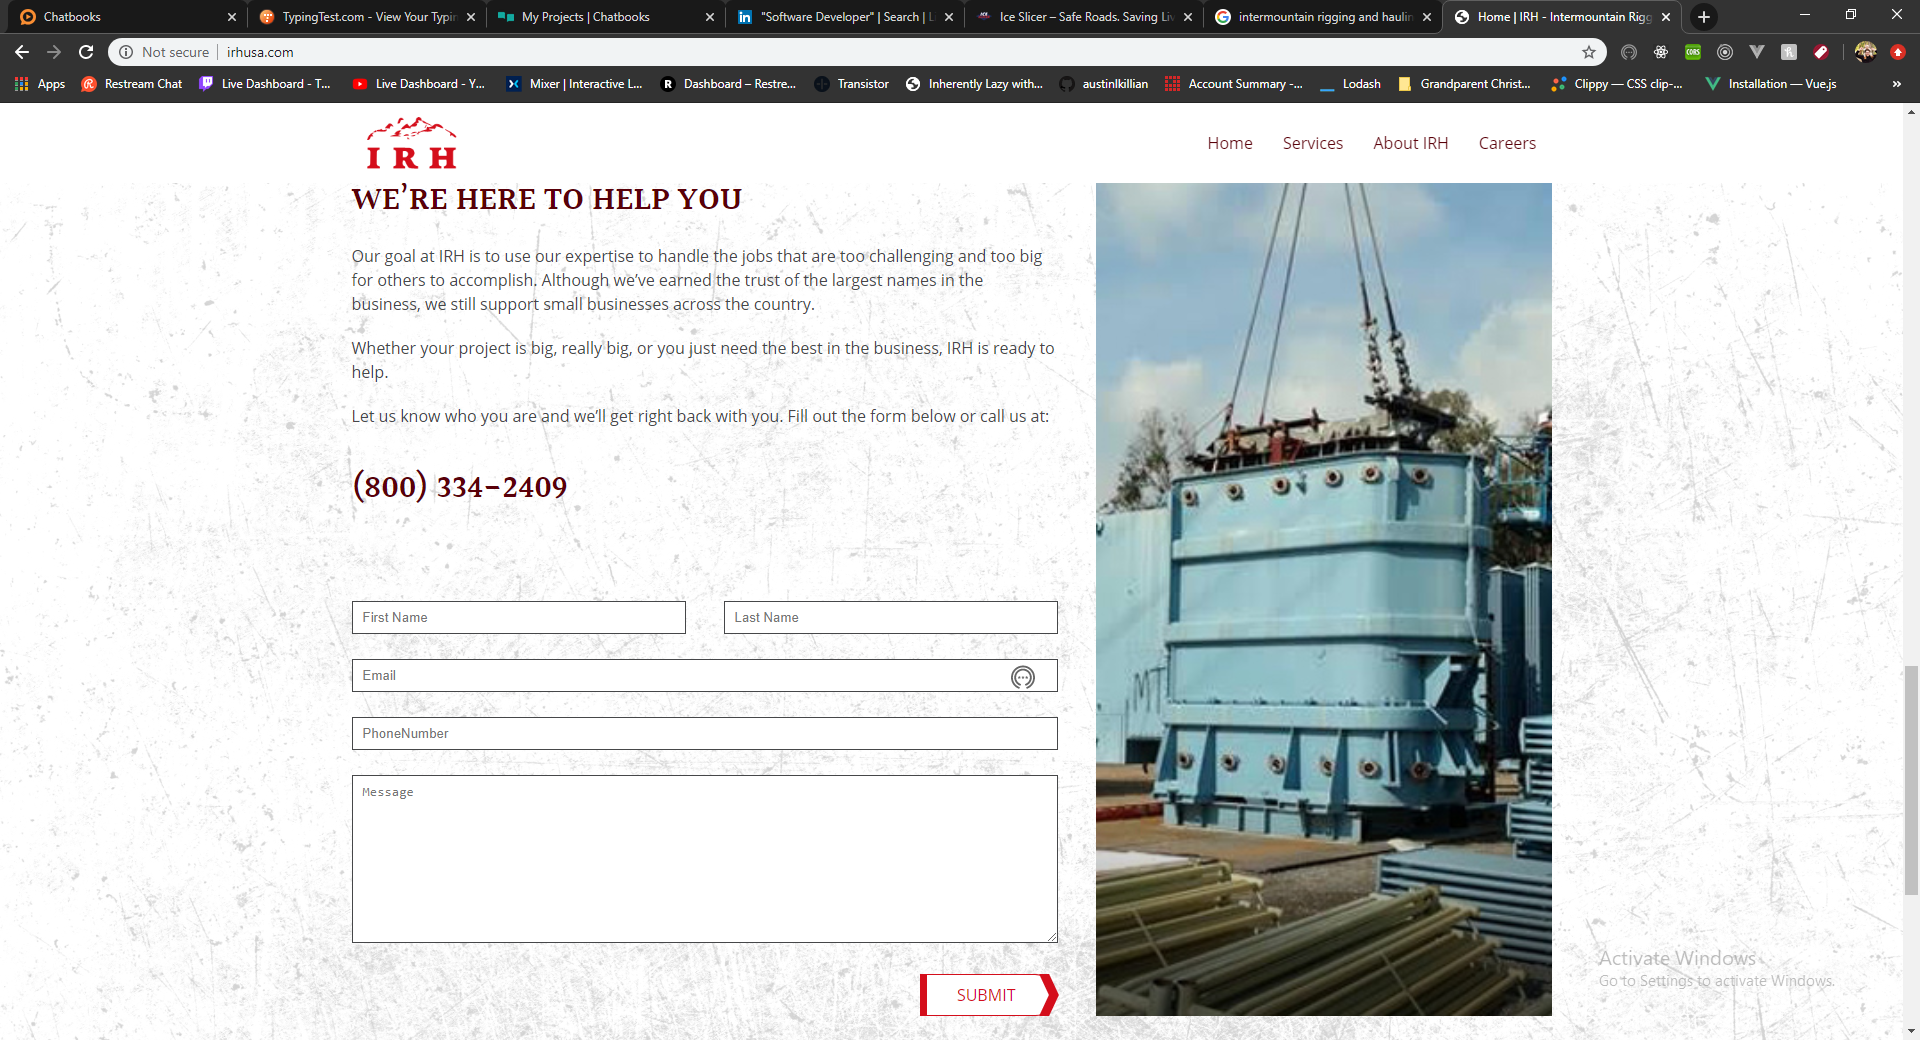 Chatbooks
TypingTest.com - View Your Typin
My Projects | Chatbooks
"Software Developer" | Search | L
Ice Slicer – Safe Roads. Saving Liv
intermountain rigging and haulin
Home | IRH - Intermountain Rigg
Not secure
irhusa.com
Apps
Restream Chat
Live Dashboard - T...
Live Dashboard - Y...
Mixer | Interactive L...
Dashboard – Restre...
Transistor
Inherently Lazy with...
austinlkillian
Account Summary -...
Lodash
Grandparent Christ...
Clippy — CSS clip-...
Installation — Vue.js
»
IRH
Home
Services
About IRH
Careers
WE'RE HERE TO HELP YOU
Our goal at IRH is to use our expertise to handle the jobs that are too challenging and too big
for others to accomplish. Although we've earned the trust of the largest names in the
business, we still support small businesses across the country.
Whether your project is big, really big, or you just need the best in the business, IRH is ready to
help.
Let us know who you are and we'll get right back with you. Fill out the form below or call us at:
(800) 334-2409
First Name
Last Name
Email
PhoneNumber
Message
SUBMIT
Activate Windows
Go to Settings to activate Windows.